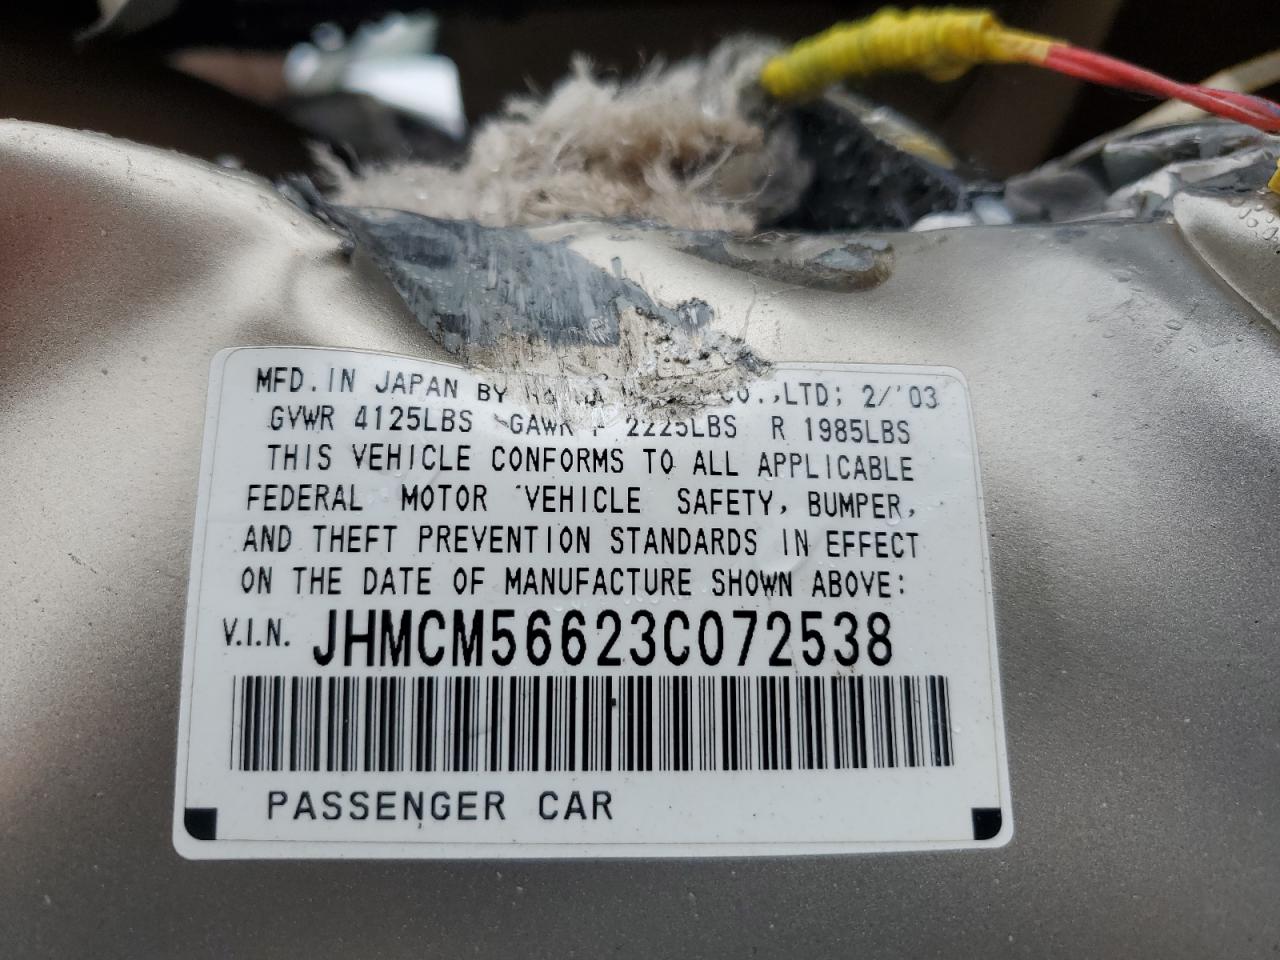 MFD. IN JAPAN BY HONDA CO.,LTD; 2/'03
GVWR 4125LBS GAWR F 2225LBS R 1985LBS
THIS VEHICLE CONFORMS TO ALL APPLICABLE
FEDERAL MOTOR VEHICLE SAFETY, BUMPER,
AND THEFT PREVENTION STANDARDS IN EFFECT
ON THE DATE OF MANUFACTURE SHOWN ABOVE:
V.I.N. JHMCM56623C072538
PASSENGER CAR